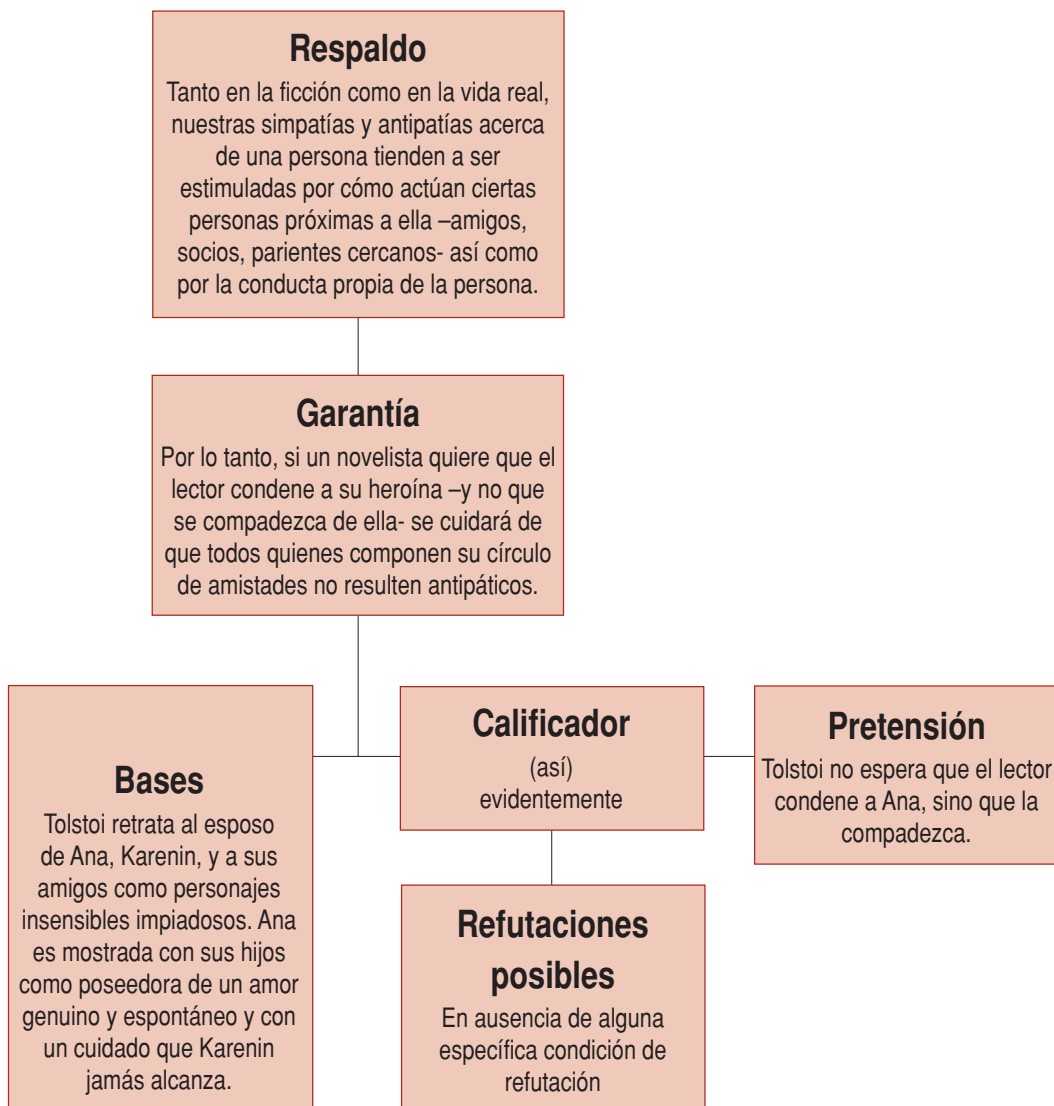 Respaldo
Tanto en la ficción como en la vida real,
nuestras simpatías y antipatías acerca
de una persona tienden a ser
estimuladas por cómo actúan ciertas
personas próximas a ella –amigos,
socios, parientes cercanos- así como
por la conducta propia de la persona.
Garantía
Por lo tanto, si un novelista quiere que el
lector condene a su heroína –y no que
se compadezca de ella- se cuidará de
que todos quienes componen su círculo
de amistades no resulten antipáticos.
Bases
Tolstoi retrata al esposo
de Ana, Karenin, y a sus
amigos como personajes
insensibles impiadosos. Ana
es mostrada con sus hijos
como poseedora de un amor
genuino y espontáneo y con
un cuidado que Karenin
jamás alcanza.
Calificador
(así)
evidentemente
Pretensión
Tolstoi no espera que el lector
condene a Ana, sino que la
compadezca.
Refutaciones
posibles
En ausencia de alguna
específica condición de
refutación